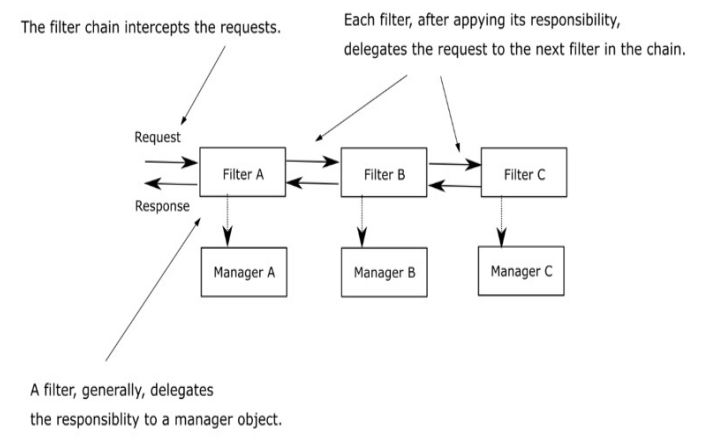 The filter chain intercepts the requests.
Each filter, after appying its responsibility,
delegates the request to the next filter in the chain.
Request
Filter A
Filter B
Filter C
Response
Manager A
Manager B
Manager C
A filter, generally, delegates
the responsiblity to a manager object.